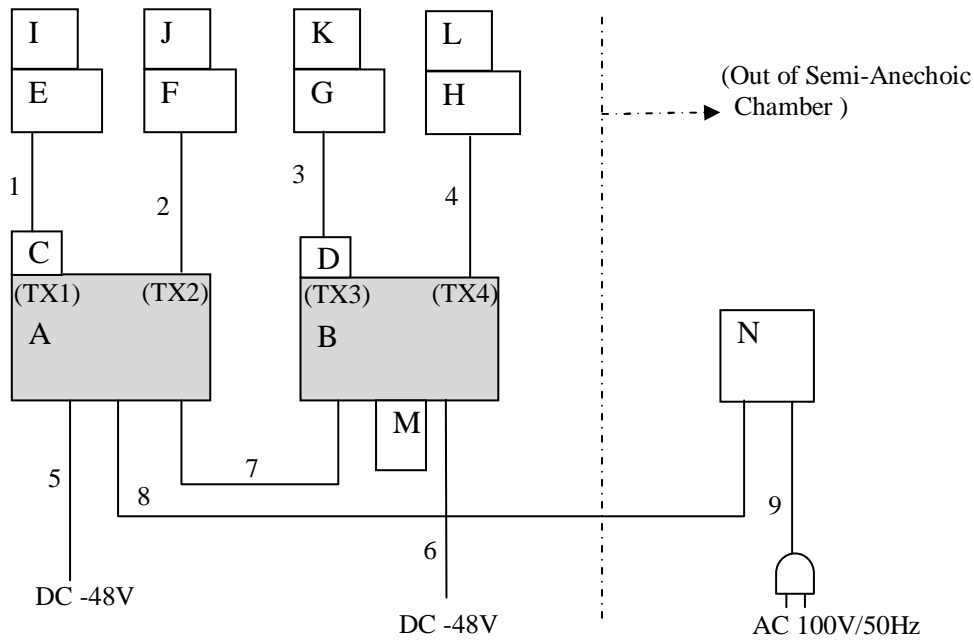 I
J
K
L
(Out of Semi-Anechoic
Chamber )
E
F
G
H
1
2
3
4
C
D
(TX1)
(TX2)
(TX3)
(TX4)
A
B
N
M
5
7
8
9
6
DC -48V
DC -48V
AC 100V/50Hz